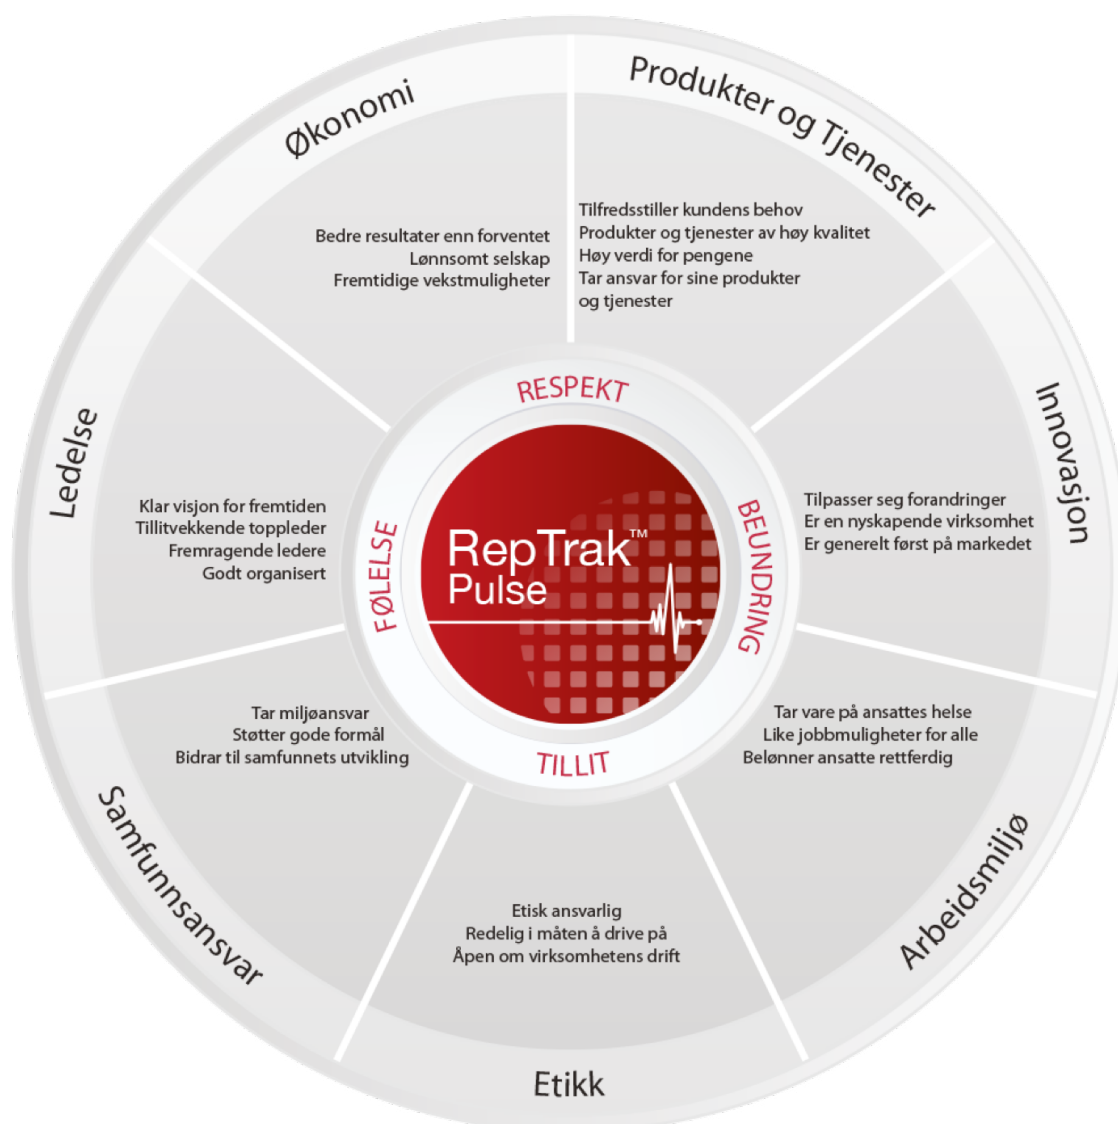 Produkter og Tjenester
Tilfredsstiller kundens behov
Produkter og tjenester av høy kvalitet
Høy verdi for pengene
Tar ansvar for sine produkter
og tjenester
Innovasjon
Tilpasser seg forandringer
Er en nyskapende virksomhet
Er generelt først på markedet
Arbeidsmiljø
Tar vare på ansattes helse
Like jobbmuligheter for alle
Belønner ansatte rettferdig
Etikk
Etisk ansvarlig
Redelig i måten å drive på
Åpen om virksomhetens drift
Samfunnsansvar
Tar miljøansvar
Støtter gode formål
Bidrar til samfunnets utvikling
Ledelse
Klar visjon for fremtiden
Tillitvekkende toppleder
Fremragende ledere
Godt organisert
Økonomi
Bedre resultater enn forventet
Lønnsomt selskap
Fremtidige vekstmuligheter
RESPEKT
BEUNDRING
TILLIT
FØLELSE
RepTrak™
Pulse